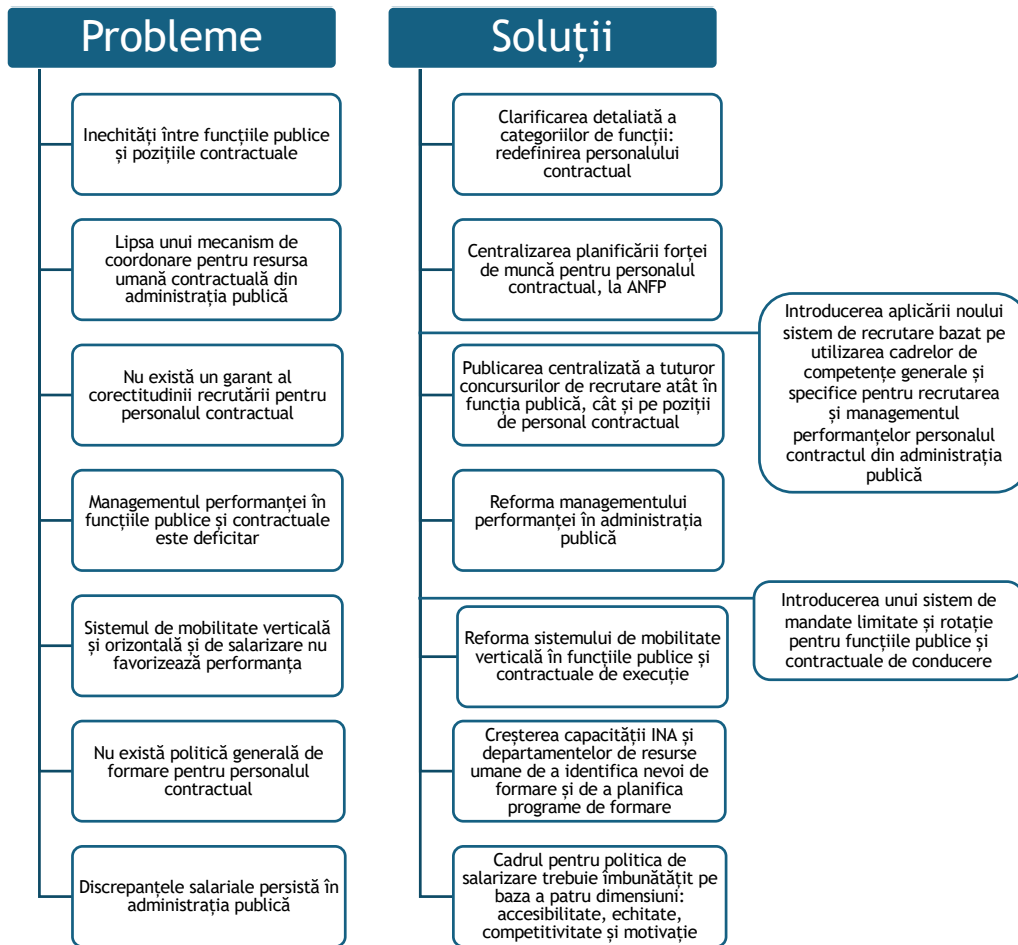 Probleme
Inechități între funcțiile publice
și pozițiile contractuale
Lipsa unui mecanism de
coordonare pentru resursa
umană contractuală din
administrația publică
Nu există un garant al
corectitudinii recrutării pentru
personalul contractual
Managementul performanței în
funcțiile publice și contractuale
este deficitar
Sistemul de mobilitate verticală
și orizontală și de salarizare nu
favorizează performanța
Nu există politică generală de
formare pentru personalul
contractual
Discrepanțele salariale persistă în
administrația publică
Soluții
Clarificarea detaliată a
categoriilor de funcții:
redefinirea personalului
contractual
Centralizarea planificării forței
de muncă pentru personalul
contractual, la ANFP
Introducerea aplicării noului
sistem de recrutare bazat pe
utilizarea cadrelor de
competențe generale și
specifice pentru recrutarea
și managementul
performanțelor personalul
contractul din administrația
publică
Publicarea centralizată a tuturor
concursurilor de recrutare atât în
funcția publică, cât și pe poziții
de personal contractual
Reforma managementului
performanței în administrația
publică
Introducerea unui sistem de
mandate limitate și rotație
pentru funcțiile publice și
contractuale de conducere
Reforma sistemului de mobilitate
verticală în funcțiile publice și
contractuale de execuție
Creșterea capacității INA și
departamentelor de resurse
umane de a identifica nevoi de
formare și de a planifica
programe de formare
Cadrul pentru politica de
salarizare trebuie îmbunătățit pe
baza a patru dimensiuni:
accesibilitate, echitate,
competitivitate și motivație